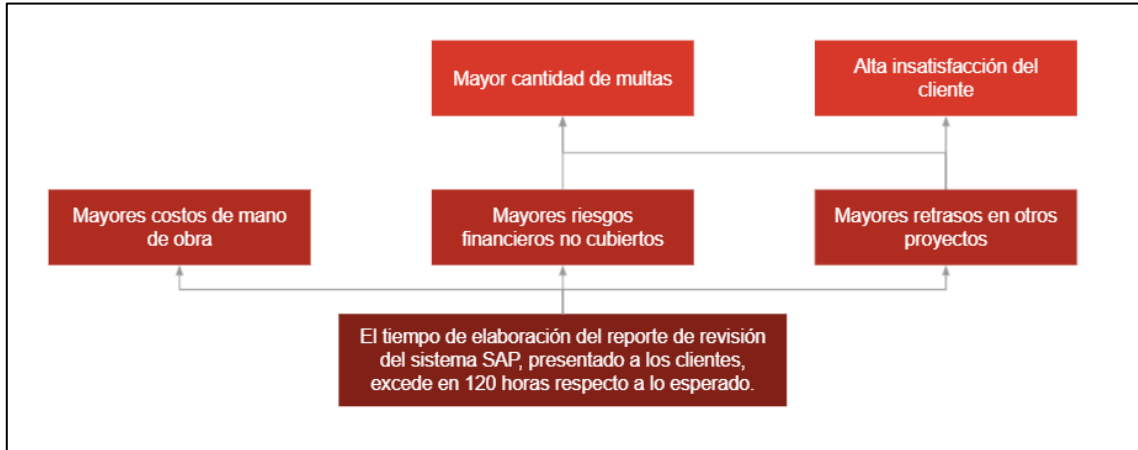 Mayor cantidad de multas
Alta insatisfacción del
cliente
Mayores costos de mano
de obra
Mayores riesgos
financieros no cubiertos
Mayores retrasos en otros
proyectos
El tiempo de elaboración del reporte de revisión
del sistema SAP, presentado a los clientes,
excede en 120 horas respecto a lo esperado.